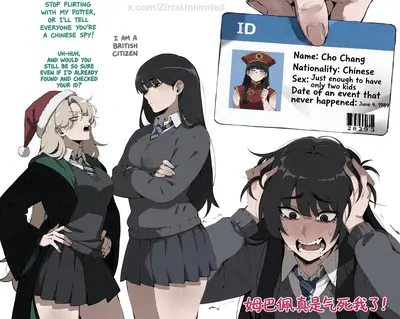 x.com/ZirraUnlimited
STOP FLIRTING
WITH MY POTTER,
OR I'LL TELL
EVERYONE YOU'RE
A CHINESE SPY!
I AM A
BRITISH
CITIZEN
UH-HUH,
AND WOULD YOU
STILL BE SO SURE
EVEN IF I'D ALREADY
FOUND AND
CHECKED YOUR
ID?
ID
Name: Cho Chang
Nationality: Chinese
Sex: Just enough to have
only two kids
Date of an event that
never happened: June 4, 1989
28293
姆巴佩真是气死我了!